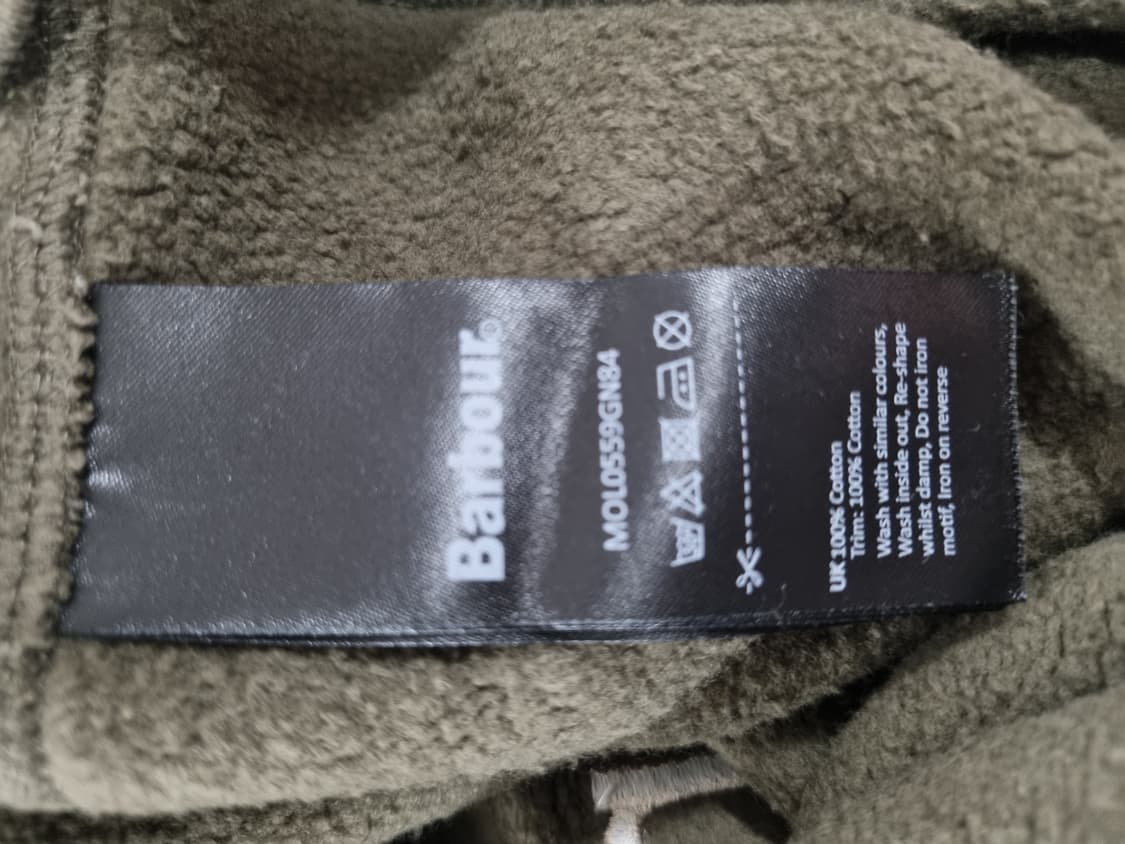 Barbour.
MOL0559GN84
UK 100% Cotton
Trim: 100% Cotton
Wash with similar colours,
Wash inside out, Re-shape
whilst damp, Do not iron
motif, Iron on reverse